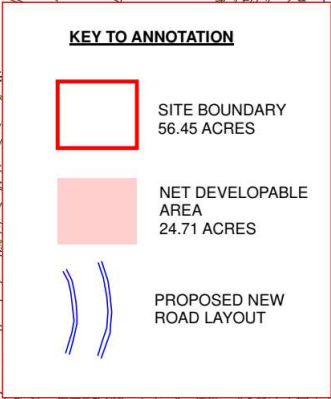 KEY TO ANNOTATION
SITE BOUNDARY
56.45 ACRES
NET DEVELOPABLE
AREA
24.71 ACRES
PROPOSED NEW
ROAD LAYOUT